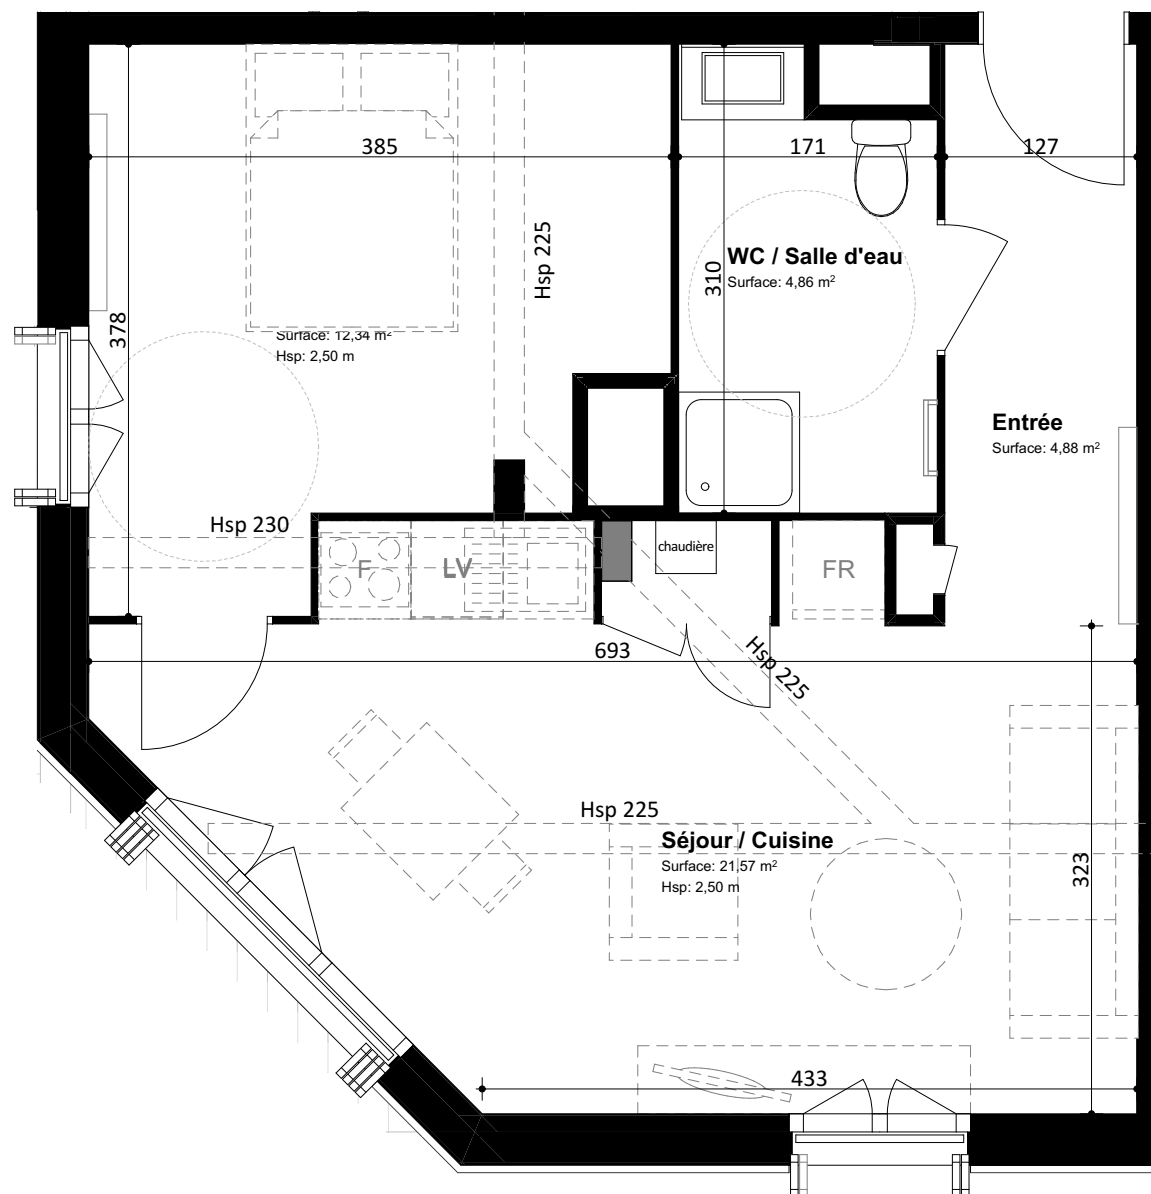 385
171
127
Hsp 225
WC / Salle d'eau
Surface: 4,86 m²
310
378
Surface: 12,34 m²
Hsp: 2,50 m
Entrée
Surface: 4,88 m²
Hsp 230
F
LV
chaudière
FR
693
Hsp 225
Hsp 225
Séjour / Cuisine
Surface: 21,57 m²
Hsp: 2,50 m
323
433